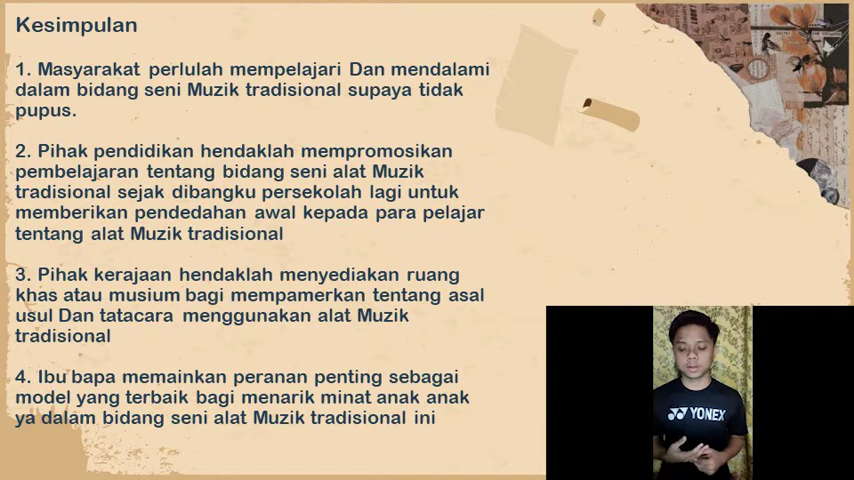 Kesimpulan
1. Masyarakat perlulah mempelajari Dan mendalami
dalam bidang seni Muzik tradisional supaya tidak
pupus.
2. Pihak pendidikan hendaklah mempromosikan
pembelajaran tentang bidang seni alat Muzik
tradisional sejak dibangku persekolah lagi untuk
memberikan pendedahan awal kepada para pelajar
tentang alat Muzik tradisional
3. Pihak kerajaan hendaklah menyediakan ruang
khas atau musium bagi mempamerkan tentang asal
usul Dan tatacara menggunakan alat Muzik
tradisional
4. Ibu bapa memainkan peranan penting sebagai
model yang terbaik bagi menarik minat anak anak
ya dalam bidang seni alat Muzik tradisional ini
YONEX